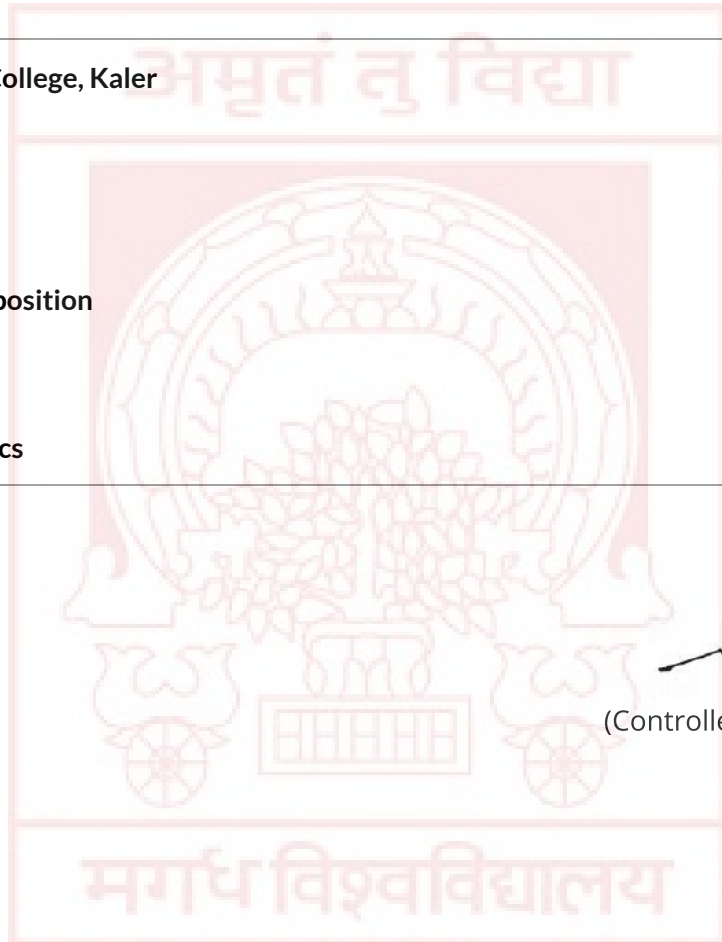 अमृतं तु विद्या
College, Kaler
position
cs
(Controlle
मगध विश्वविद्यालय